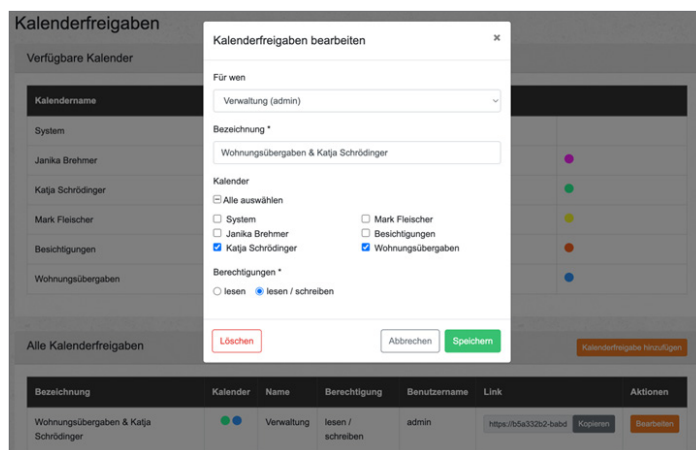 Kalenderfreigaben
Verfügbare Kalender
Kalendername
System
Janika Brehmer
Katja Schrödinger
Mark Fleischer
Besichtigungen
Wohnungsübergaben
Kalenderfreigaben bearbeiten ×
Für wen
Verwaltung (admin)
Bezeichnung *
Wohnungsübergaben & Katja Schrödinger
Kalender
Alle auswählen
System Mark Fleischer
Janika Brehmer Besichtigungen
Katja Schrödinger Wohnungsübergaben
Berechtigungen *
lesen lesen / schreiben
Löschen Abbrechen Speichern
Alle Kalenderfreigaben Kalenderfreigabe hinzufügen
Bezeichnung Kalender Name Berechtigung Benutzername Link Aktionen
Wohnungsübergaben & Katja Verwaltung lesen / admin https://b5a332b2-babd Kopieren Bearbeiten
Schrödinger schreiben